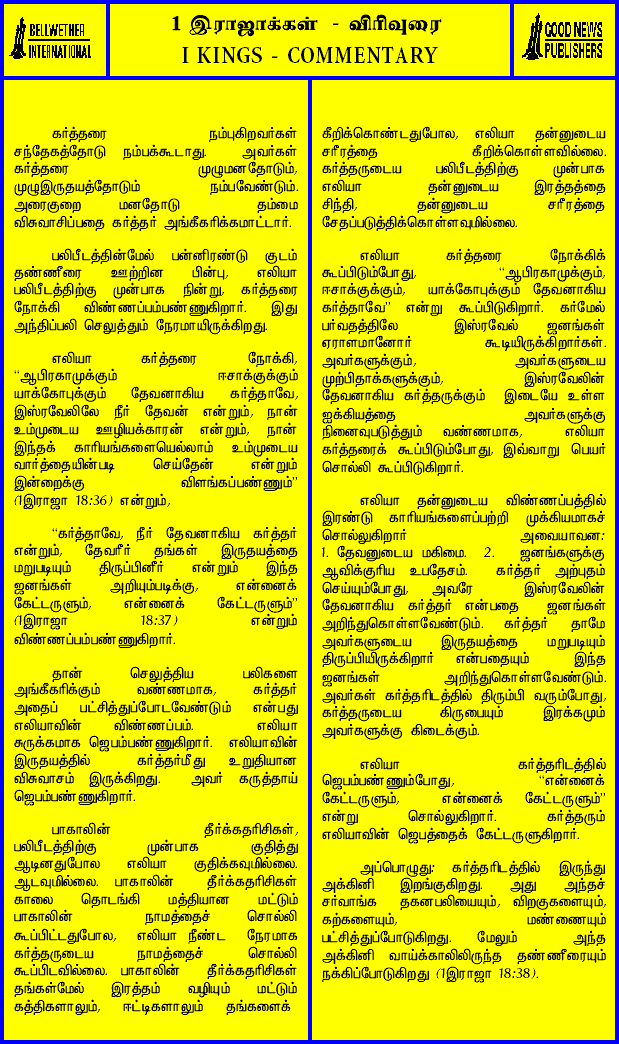 BELLWETHER
INTERNATIONAL
1 இராஜாக்கள் - விரிவுரை
I KINGS - COMMENTARY
GOOD NEWS
PUBLISHERS
கர்த்தரை நம்புகிறவர்கள்
சந்தேகத்தோடு நம்பக்கூடாது. அவர்கள்
கர்த்தரை முழுமனதோடும்,
முழுஇருதயத்தோடும் நம்பவேண்டும்.
அரைகுறை மனதோடு தம்மை
விசுவாசிப்பதை கர்த்தர் அங்கீகரிக்கமாட்டார்.
பலிபீடத்தின்மேல் பன்னிரண்டு குடம்
தண்ணீரை ஊற்றின பின்பு, எலியா
பலிபீடத்திற்கு முன்பாக நின்று, கர்த்தரை
நோக்கி விண்ணப்பம்பண்ணுகிறார். இது
அந்திப்பலி செலுத்தும் நேரமாயிருக்கிறது.
எலியா கர்த்தரை நோக்கி,
“ஆபிரகாமுக்கும் ஈசாக்குக்கும்
யாக்கோபுக்கும் தேவனாகிய கர்த்தாவே,
இஸ்ரவேலிலே நீர் தேவன் என்றும், நான்
உம்முடைய ஊழியக்காரன் என்றும், நான்
இந்தக் காரியங்களையெல்லாம் உம்முடைய
வார்த்தையின்படி செய்தேன் என்றும்
இன்றைக்கு விளங்கப்பண்ணும்”
(1இராஜா 18:36) என்றும்,
“கர்த்தாவே, நீர் தேவனாகிய கர்த்தர்
என்றும், தேவரீர் தங்கள் இருதயத்தை
மறுபடியும் திருப்பினீர் என்றும் இந்த
ஜனங்கள் அறியும்படிக்கு, என்னைக்
கேட்டருளும், என்னைக் கேட்டருளும்”
(1இராஜா 18:37) என்றும்
விண்ணப்பம்பண்ணுகிறார்.
தான் செலுத்திய பலிகளை
அங்கீகரிக்கும் வண்ணமாக, கர்த்தர்
அதைப் பட்சித்துப்போடவேண்டும் என்பது
எலியாவின் விண்ணப்பம். எலியா
சுருக்கமாக ஜெபம்பண்ணுகிறார். எலியாவின்
இருதயத்தில் கர்த்தர்மீது உறுதியான
விசுவாசம் இருக்கிறது. அவர் கருத்தாய்
ஜெபம்பண்ணுகிறார்.
பாகாலின் தீர்க்கதரிசிகள்,
பலிபீடத்திற்கு முன்பாக குதித்து
ஆடினதுபோல எலியா குதிக்கவுமில்லை.
ஆடவுமில்லை. பாகாலின் தீர்க்கதரிசிகள்
காலை தொடங்கி மத்தியான மட்டும்
பாகாலின் நாமத்தைச் சொல்லி
கூப்பிட்டதுபோல, எலியா நீண்ட நேரமாக
கர்த்தருடைய நாமத்தைச் சொல்லி
கூப்பிடவில்லை. பாகாலின் தீர்க்கதரிசிகள்
தங்கள்மேல் இரத்தம் வழியும் மட்டும்
கத்திகளாலும், ஈட்டிகளாலும் தங்களைக்
கீறிக்கொண்டதுபோல, எலியா தன்னுடைய
சரீரத்தை கீறிக்கொள்ளவில்லை.
கர்த்தருடைய பலிபீடத்திற்கு முன்பாக
எலியா தன்னுடைய இரத்தத்தை
சிந்தி, தன்னுடைய சரீரத்தை
சேதப்படுத்திக்கொள்ளவுமில்லை.
எலியா கர்த்தரை நோக்கிக்
கூப்பிடும்போது, “ஆபிரகாமுக்கும்,
ஈசாக்குக்கும், யாக்கோபுக்கும் தேவனாகிய
கர்த்தாவே” என்று கூப்பிடுகிறார். கர்மேல்
பர்வதத்திலே இஸ்ரவேல் ஜனங்கள்
ஏராளமானோர் கூடியிருக்கிறார்கள்.
அவர்களுக்கும், அவர்களுடைய
முற்பிதாக்களுக்கும், இஸ்ரவேலின்
தேவனாகிய கர்த்தருக்கும் இடையே உள்ள
ஐக்கியத்தை அவர்களுக்கு
நினைவுபடுத்தும் வண்ணமாக, எலியா
கர்த்தரைக் கூப்பிடும்போது, இவ்வாறு பெயர்
சொல்லி கூப்பிடுகிறார்.
எலியா தன்னுடைய விண்ணப்பத்தில்
இரண்டு காரியங்களைப்பற்றி முக்கியமாகச்
சொல்லுகிறார் அவையாவன:
1. தேவனுடைய மகிமை. 2. ஜனங்களுக்கு
ஆவிக்குரிய உபதேசம். கர்த்தர் அற்புதம்
செய்யும்போது, அவரே இஸ்ரவேலின்
தேவனாகிய கர்த்தர் என்பதை ஜனங்கள்
அறிந்துகொள்ளவேண்டும். கர்த்தர் தாமே
அவர்களுடைய இருதயத்தை மறுபடியும்
திருப்பியிருக்கிறார் என்பதையும் இந்த
ஜனங்கள் அறிந்துகொள்ளவேண்டும்.
அவர்கள் கர்த்தரிடத்தில் திரும்பி வரும்போது,
கர்த்தருடைய கிருபையும் இரக்கமும்
அவர்களுக்கு கிடைக்கும்.
எலியா கர்த்தரிடத்தில்
ஜெபம்பண்ணும்போது, “என்னைக்
கேட்டருளும், என்னைக் கேட்டருளும்”
என்று சொல்லுகிறார். கர்த்தரும்
எலியாவின் ஜெபத்தைக் கேட்டருளுகிறார்.
அப்பொழுது: கர்த்தரிடத்தில் இருந்து
அக்கினி இறங்குகிறது. அது அந்தச்
சர்வாங்க தகனபலியையும், விறகுகளையும்,
கற்களையும், மண்ணையும்
பட்சித்துப்போடுகிறது. மேலும் அந்த
அக்கினி வாய்க்காலிலிருந்த தண்ணீரையும்
நக்கிப்போடுகிறது (1இராஜா 18:38).